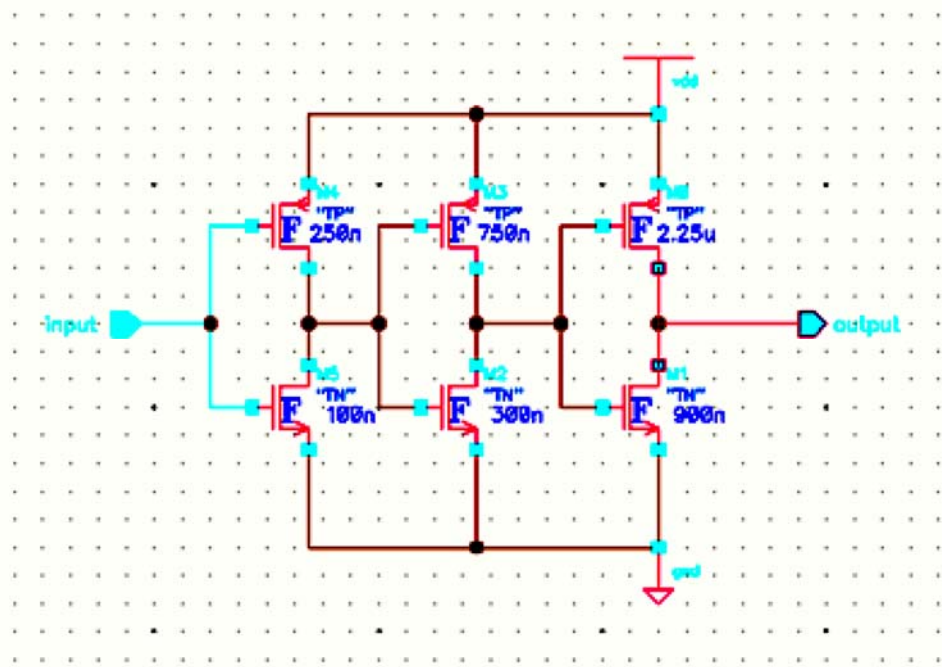 vdd
M4
"TP"
250n
M3
"TP"
750n
"TP"
2.25u
input
output
M5
"TN"
100n
M2
"TN"
300n
M1
"TN"
900n
gnd
F
F
F
F
F
F